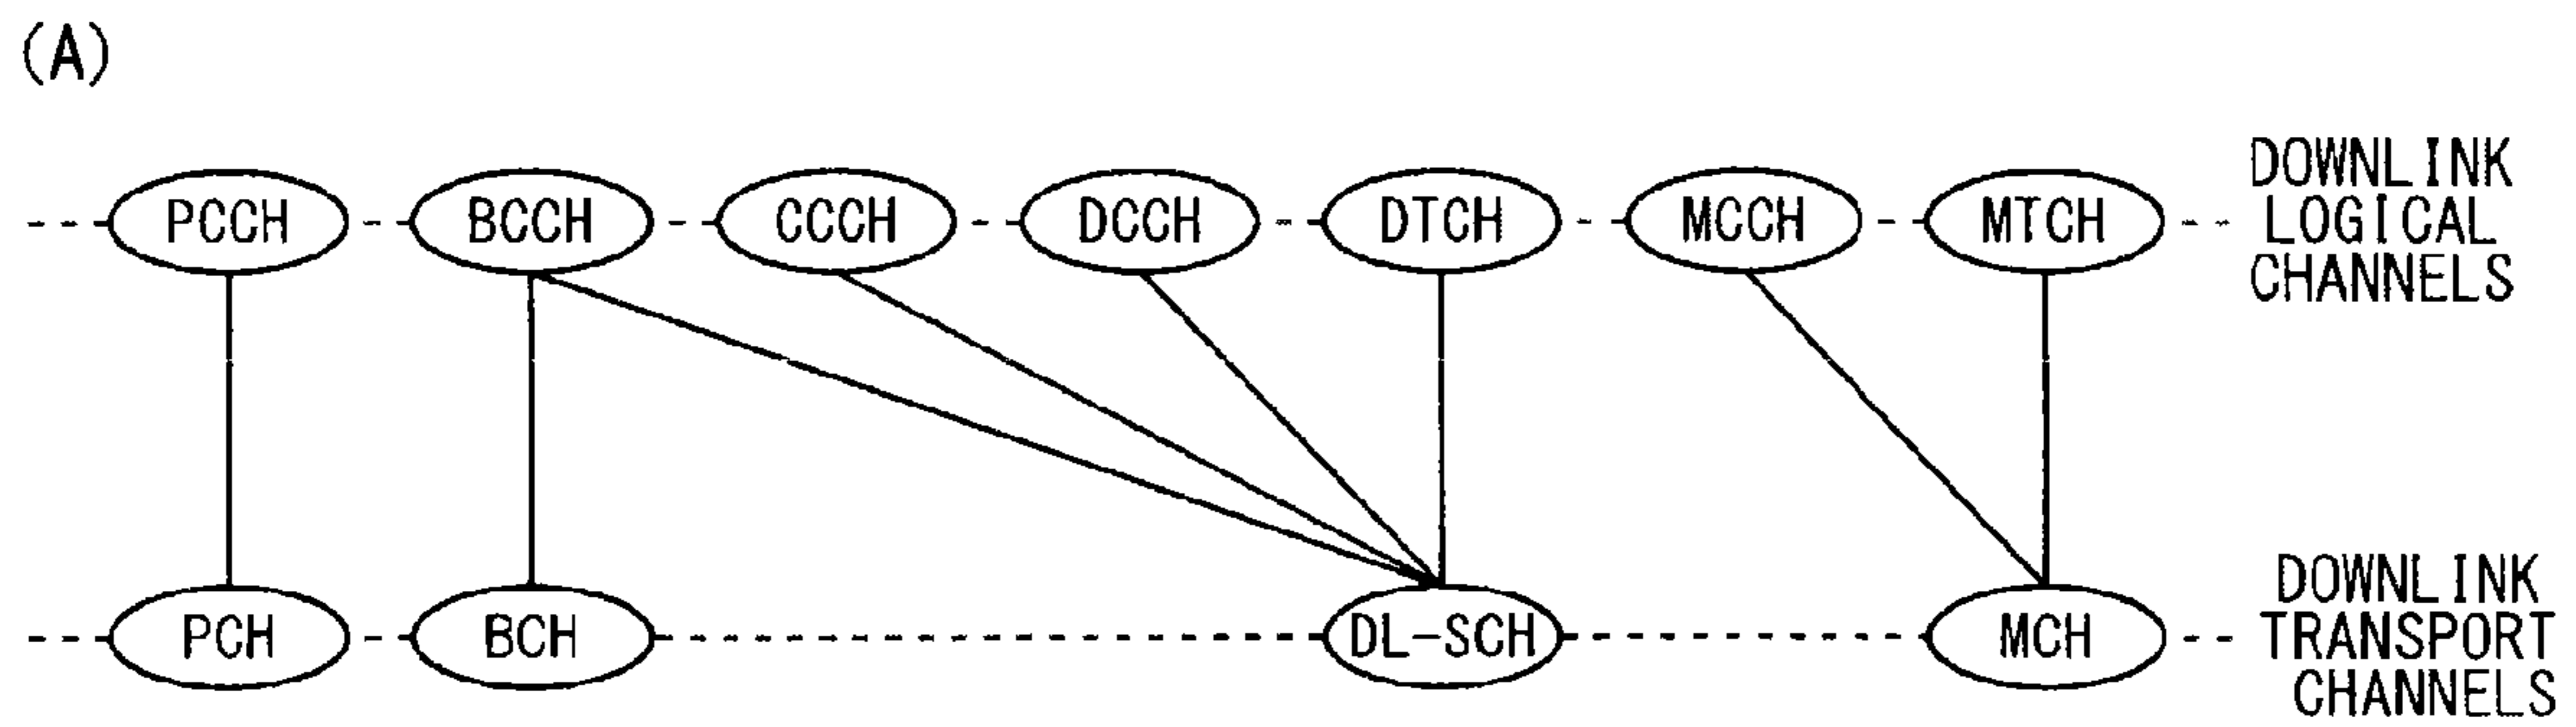 (A)
PCCH BCCH CCCH DCCH DTCH MCCH MTCH
DOWNLINK
LOGICAL
CHANNELS
PCH BCH DL-SCH MCH
DOWNLINK
TRANSPORT
CHANNELS